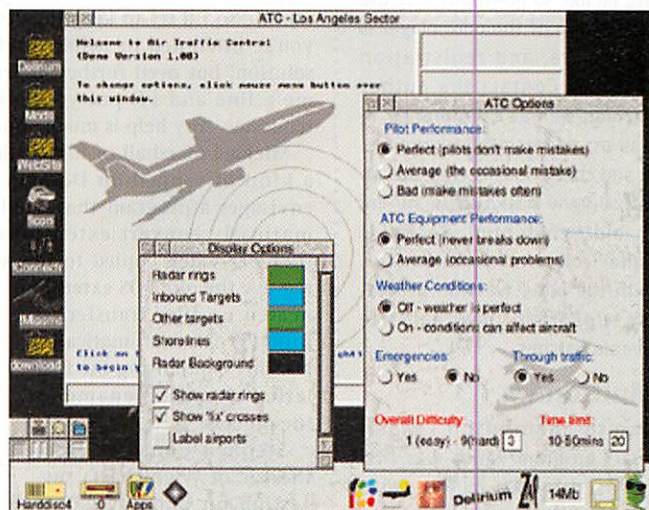 ATC - Los Angeles Sector
Welcome to Air Traffic Control
(Demo Version 1.00)
To change options, click mouse menu button over
this window.
Click on
to begin
Delirium
Mods
WebSite
Icon
Connect
download
Display Options
Radar rings
Inbound Targets
Other targets
Shorelines
Radar Background
Show radar rings
Show 'fix' crosses
Label airports
ATC Options
Pilot Performance:
Perfect (pilots don't make mistakes)
Average (the occasional mistake)
Bad (make mistakes often)
ATC Equipment Performance:
Perfect (never breaks down)
Average (occasional problems)
Weather Conditions:
Off - weather is perfect
On - conditions can affect aircraft
Emergencies: Through traffic:
Yes No Yes No
Overall Difficulty: Time limit:
1 (easy) - 9(hard) 3 10-50mins 20
Harddisc4 :0 Apps Delirium 14Mb